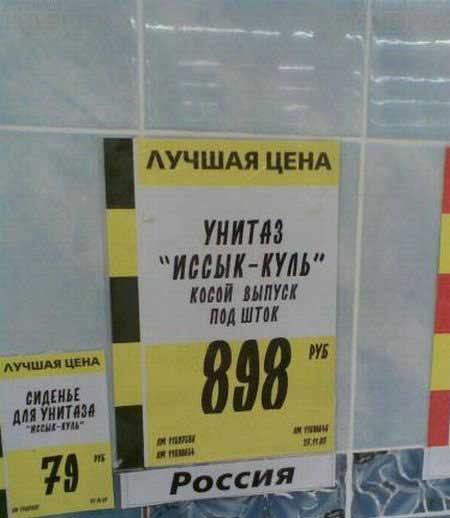 ЛУЧШАЯ ЦЕНА
УНИТАЗ
"ИССЫК-КУЛЬ"
КОСОЙ ВЫПУСК
ПОД ШТОК
898 РУБ
Россия
ЛУЧШАЯ ЦЕНА
СИДЕНЬЕ
ДЛЯ УНИТАЗА
"ИССЫК-КУЛЬ"
79 РУБ